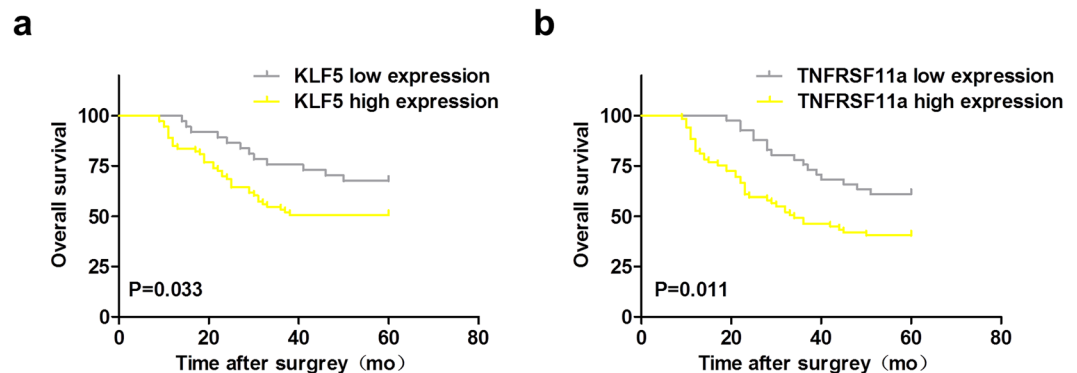 a
KLF5 low expression
KLF5 high expression
100
75
50
25
0
Overall survival
P=0.033
0 20 40 60 80
Time after surgrey（mo）
b
TNFRSF11a low expression
TNFRSF11a high expression
100
75
50
25
0
Overall survival
P=0.011
0 20 40 60 80
Time after surgrey（mo）